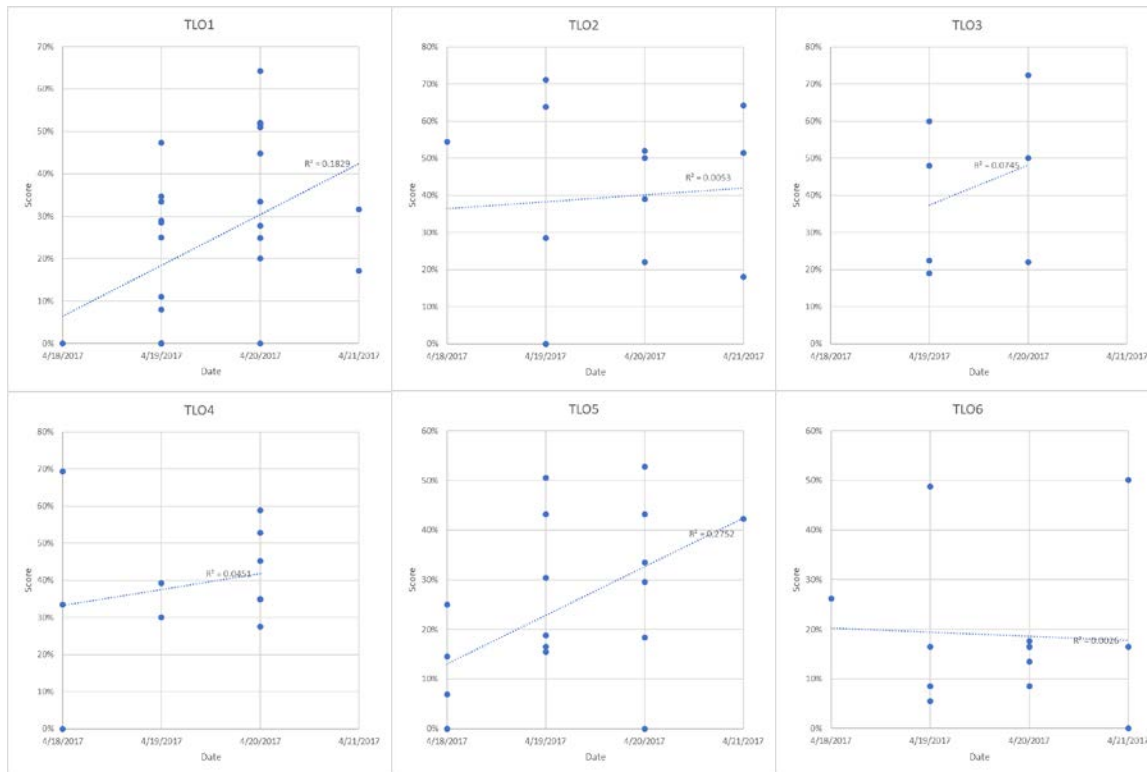 TLO1
70%
60%
50%
40%
30%
20%
10%
0%
Score
R² = 0.1829
4/18/2017 4/19/2017 4/20/2017 4/21/2017
Date
TLO2
80%
70%
60%
50%
40%
30%
20%
10%
0%
Score
R² = 0.0053
4/18/2017 4/19/2017 4/20/2017 4/21/2017
Date
TLO3
80%
70%
60%
50%
40%
30%
20%
10%
0%
Score
R² = 0.0745
4/18/2017 4/19/2017 4/20/2017 4/21/2017
Date
TLO4
80%
70%
60%
50%
40%
30%
20%
10%
0%
Score
R² = 0.0451
4/18/2017 4/19/2017 4/20/2017 4/21/2017
Date
TLO5
60%
50%
40%
30%
20%
10%
0%
Score
R² = 0.2752
4/18/2017 4/19/2017 4/20/2017 4/21/2017
Date
TLO6
60%
50%
40%
30%
20%
10%
0%
Score
R² = 0.0026
4/18/2017 4/19/2017 4/20/2017 4/21/2017
Date